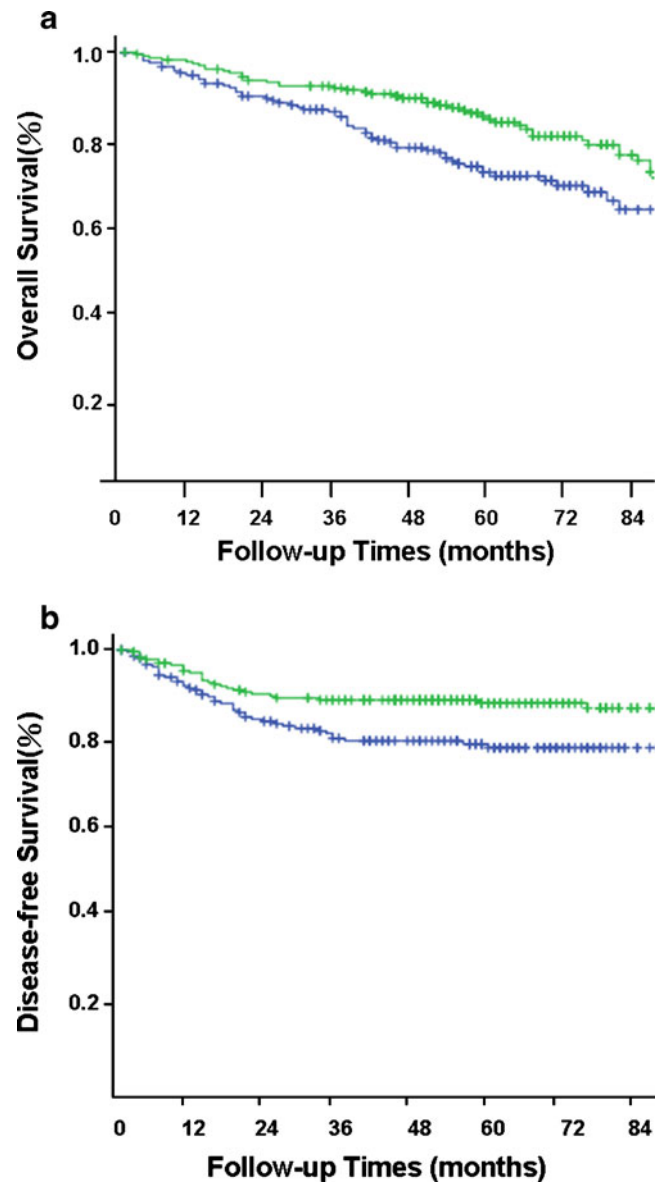 a
Overall Survival(%)
1.0
0.8
0.6
0.4
0.2
0 12 24 36 48 60 72 84
Follow-up Times (months)
b
Disease-free Survival(%)
1.0
0.8
0.6
0.4
0.2
0 12 24 36 48 60 72 84
Follow-up Times (months)